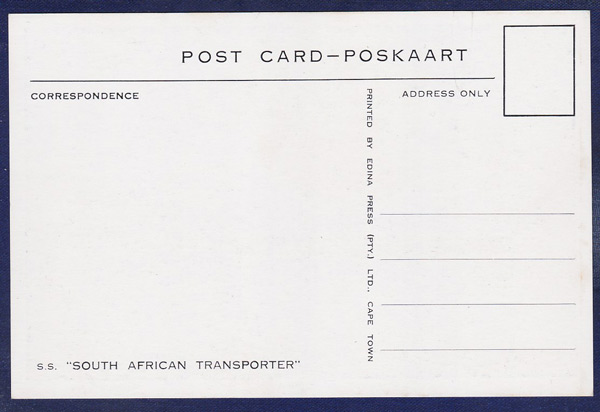 POST CARD–POSKAART
CORRESPONDENCE
ADDRESS ONLY
PRINTED BY EDINA PRESS (PTY.) LTD., CAPE TOWN
S.S. "SOUTH AFRICAN TRANSPORTER"